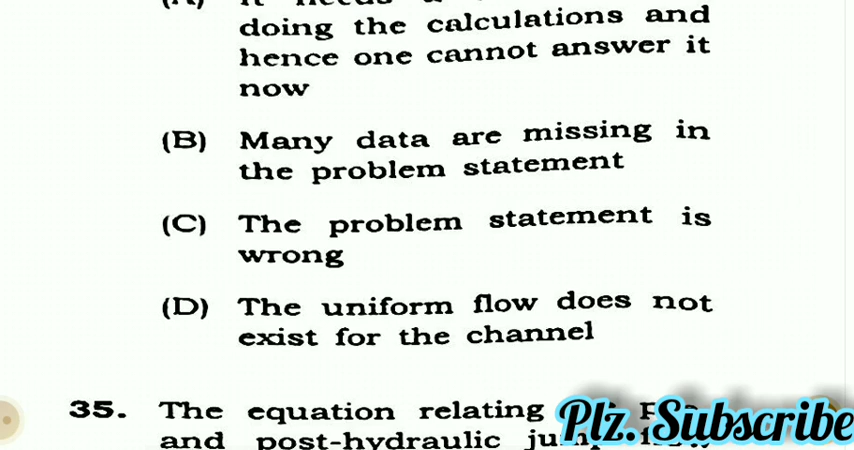 doing the calculations and
hence one cannot answer it
now
(B) Many data are missing in
the problem statement
(C) The problem statement is
wrong
(D) The uniform flow does not
exist for the channel
35. The equation relating
and post-hydraulic
Plz. Subscribe